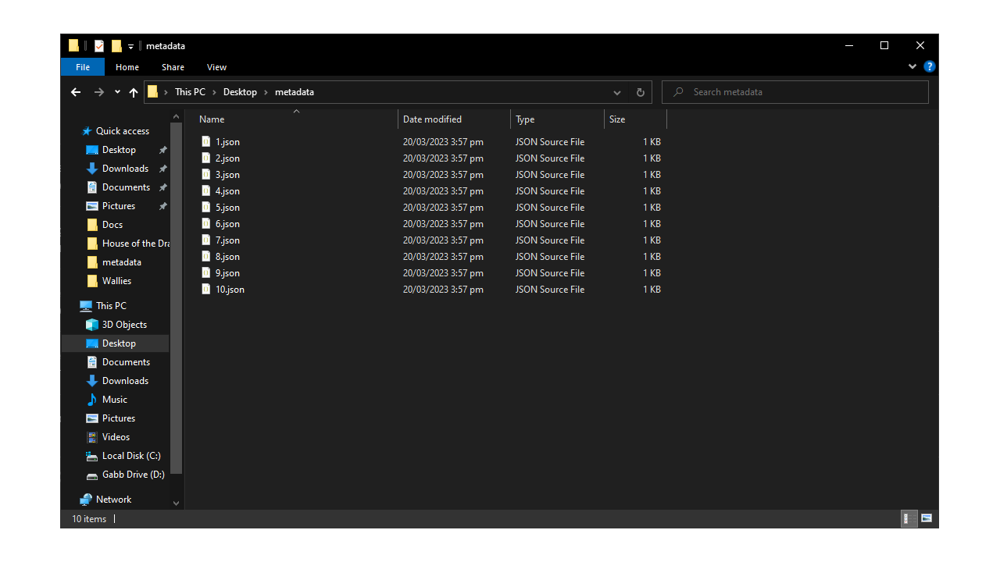 metadata
File Home Share View
This PC Desktop metadata
Search metadata
Name Date modified Type Size
Quick access
Desktop
Downloads
Documents
Pictures
Docs
House of the Dra
metadata
Wallies
This PC
3D Objects
Desktop
Documents
Downloads
Music
Pictures
Videos
Local Disk (C:)
Gabb Drive (D:)
Network
1.json 20/03/2023 3:57 pm JSON Source File 1 KB
2.json 20/03/2023 3:57 pm JSON Source File 1 KB
3.json 20/03/2023 3:57 pm JSON Source File 1 KB
4.json 20/03/2023 3:57 pm JSON Source File 1 KB
5.json 20/03/2023 3:57 pm JSON Source File 1 KB
6.json 20/03/2023 3:57 pm JSON Source File 1 KB
7.json 20/03/2023 3:57 pm JSON Source File 1 KB
8.json 20/03/2023 3:57 pm JSON Source File 1 KB
9.json 20/03/2023 3:57 pm JSON Source File 1 KB
10.json 20/03/2023 3:57 pm JSON Source File 1 KB
10 items